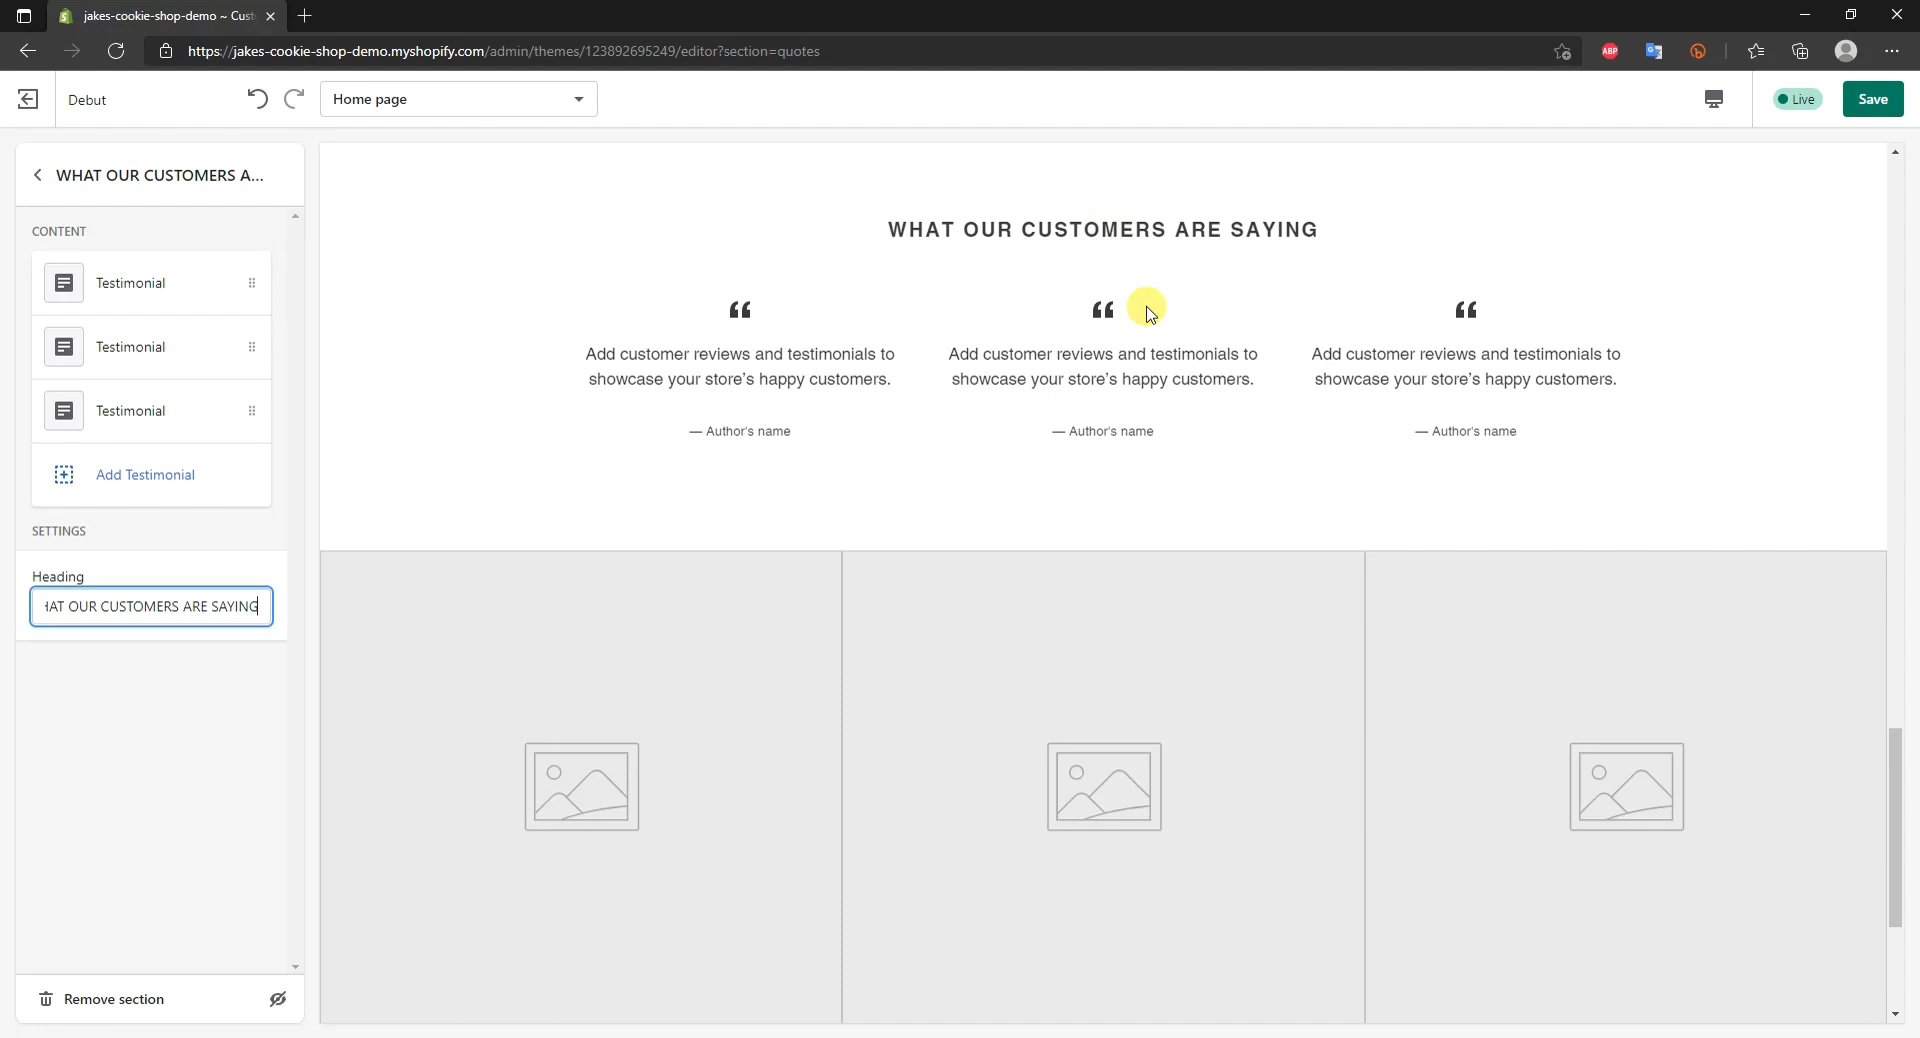 jakes-cookie-shop-demo ~ Cust
https://jakes-cookie-shop-demo.myshopify.com/admin/themes/123892695249/editor?section=quotes
ABP
Debut
Home page
Live
Save
WHAT OUR CUSTOMERS A...
CONTENT
Testimonial
Testimonial
Testimonial
Add Testimonial
SETTINGS
Heading
HAT OUR CUSTOMERS ARE SAYING
Remove section
WHAT OUR CUSTOMERS ARE SAYING
“ “ “
Add customer reviews and testimonials to
showcase your store’s happy customers.
— Author's name
Add customer reviews and testimonials to
showcase your store’s happy customers.
— Author's name
Add customer reviews and testimonials to
showcase your store’s happy customers.
— Author's name